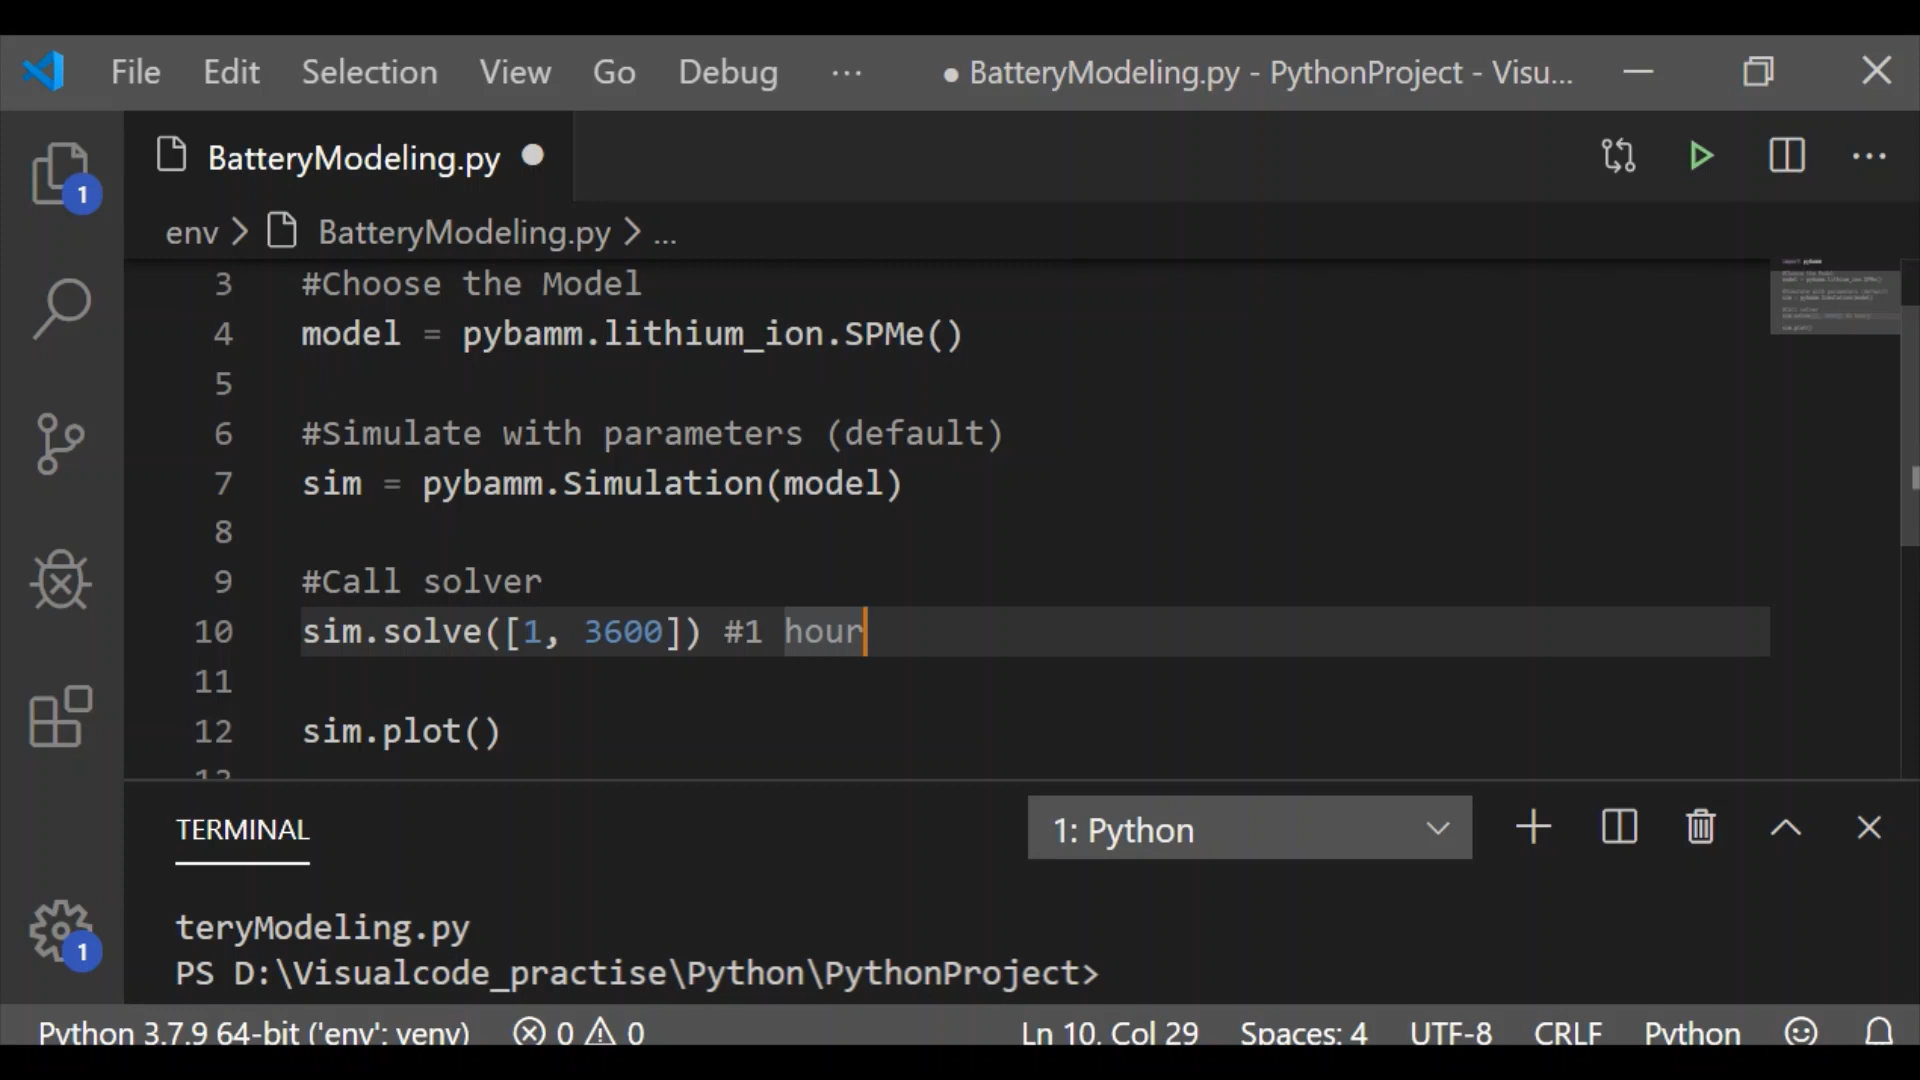 File Edit Selection View Go Debug ··· ● BatteryModeling.py - PythonProject - Visu...
BatteryModeling.py ●
1
env > BatteryModeling.py > ...
3 #Choose the Model
4 model = pybamm.lithium_ion.SPMe()
5
6 #Simulate with parameters (default)
7 sim = pybamm.Simulation(model)
8
9 #Call solver
10 sim.solve([1, 3600]) #1 hour
11
12 sim.plot()
13
TERMINAL 1: Python
teryModeling.py
PS D:\Visualcode_practise\Python\PythonProject>
1
Python 3.7.9 64-bit ('env': venv) 0 0 Ln 10, Col 29 Spaces: 4 UTF-8 CRLF Python